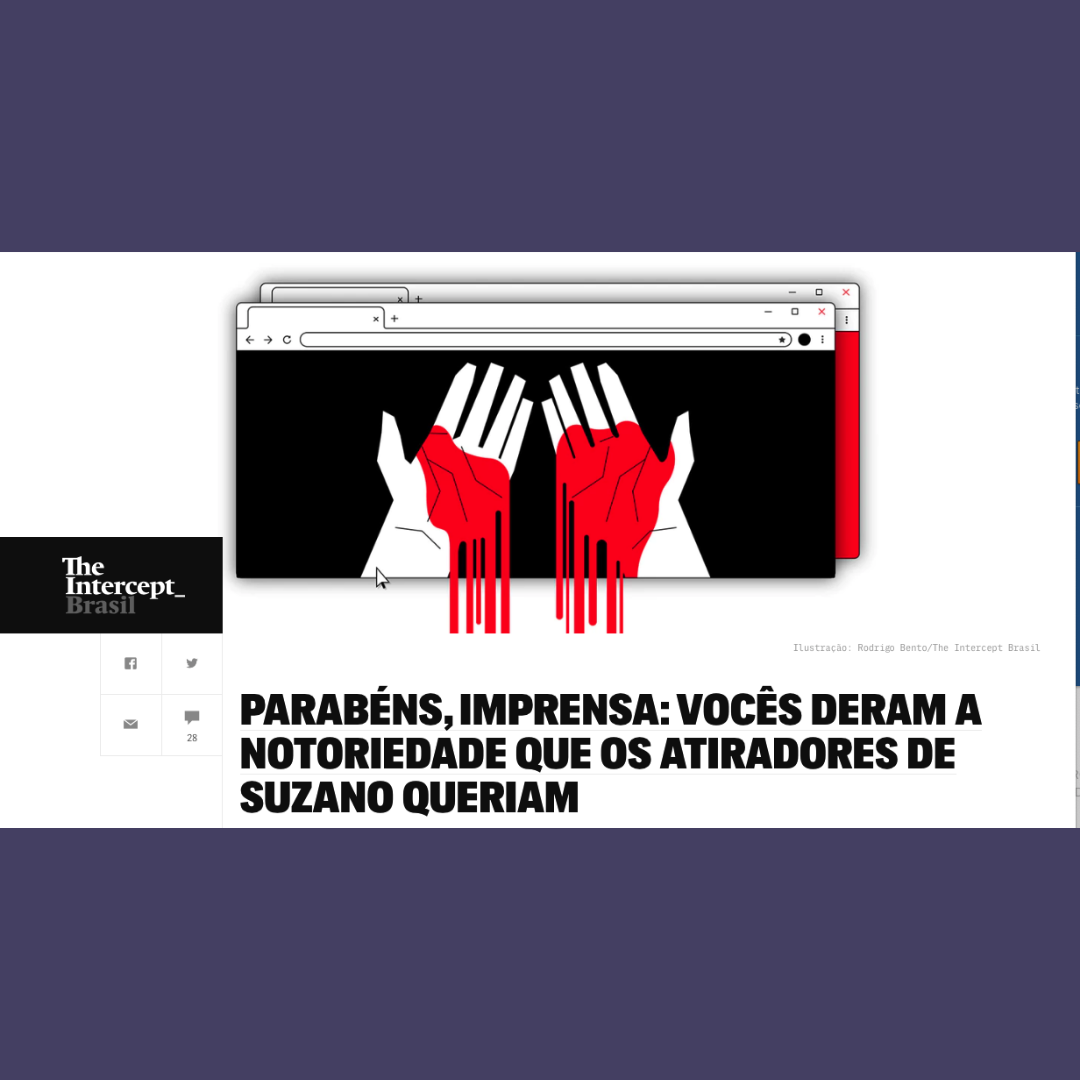 The
Intercept_
Brasil
28
Ilustração: Rodrigo Bento/The Intercept Brasil
PARABÉNS, IMPRENSA: VOCÊS DERAM A
NOTORIEDADE QUE OS ATIRADORES DE
SUZANO QUERIAM